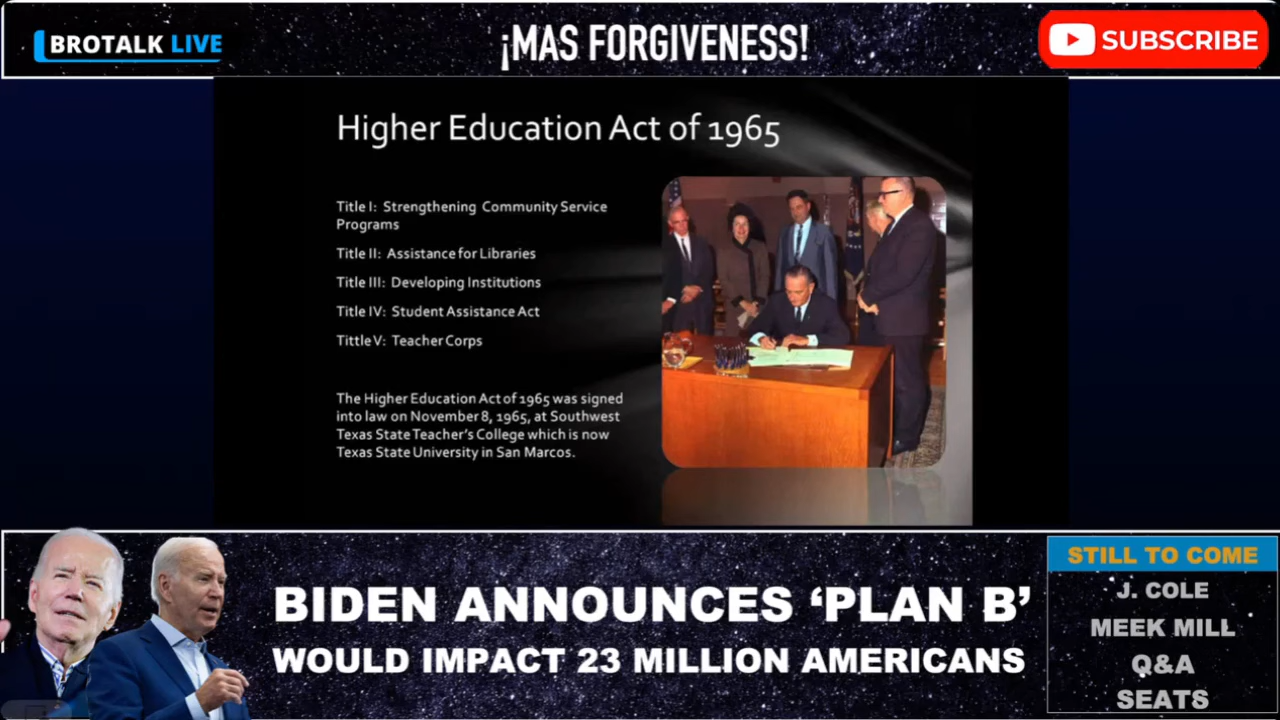 BROTALK LIVE
¡MAS FORGIVENESS!
SUBSCRIBE
Higher Education Act of 1965
Title I: Strengthening Community Service
Programs
Title II: Assistance for Libraries
Title III: Developing Institutions
Title IV: Student Assistance Act
Tittle V: Teacher Corps
The Higher Education Act of 1965 was signed
into law on November 8, 1965, at Southwest
Texas State Teacher's College which is now
Texas State University in San Marcos.
BIDEN ANNOUNCES ‘PLAN B’
WOULD IMPACT 23 MILLION AMERICANS
STILL TO COME
J. COLE
MEEK MILL
Q&A
SEATS